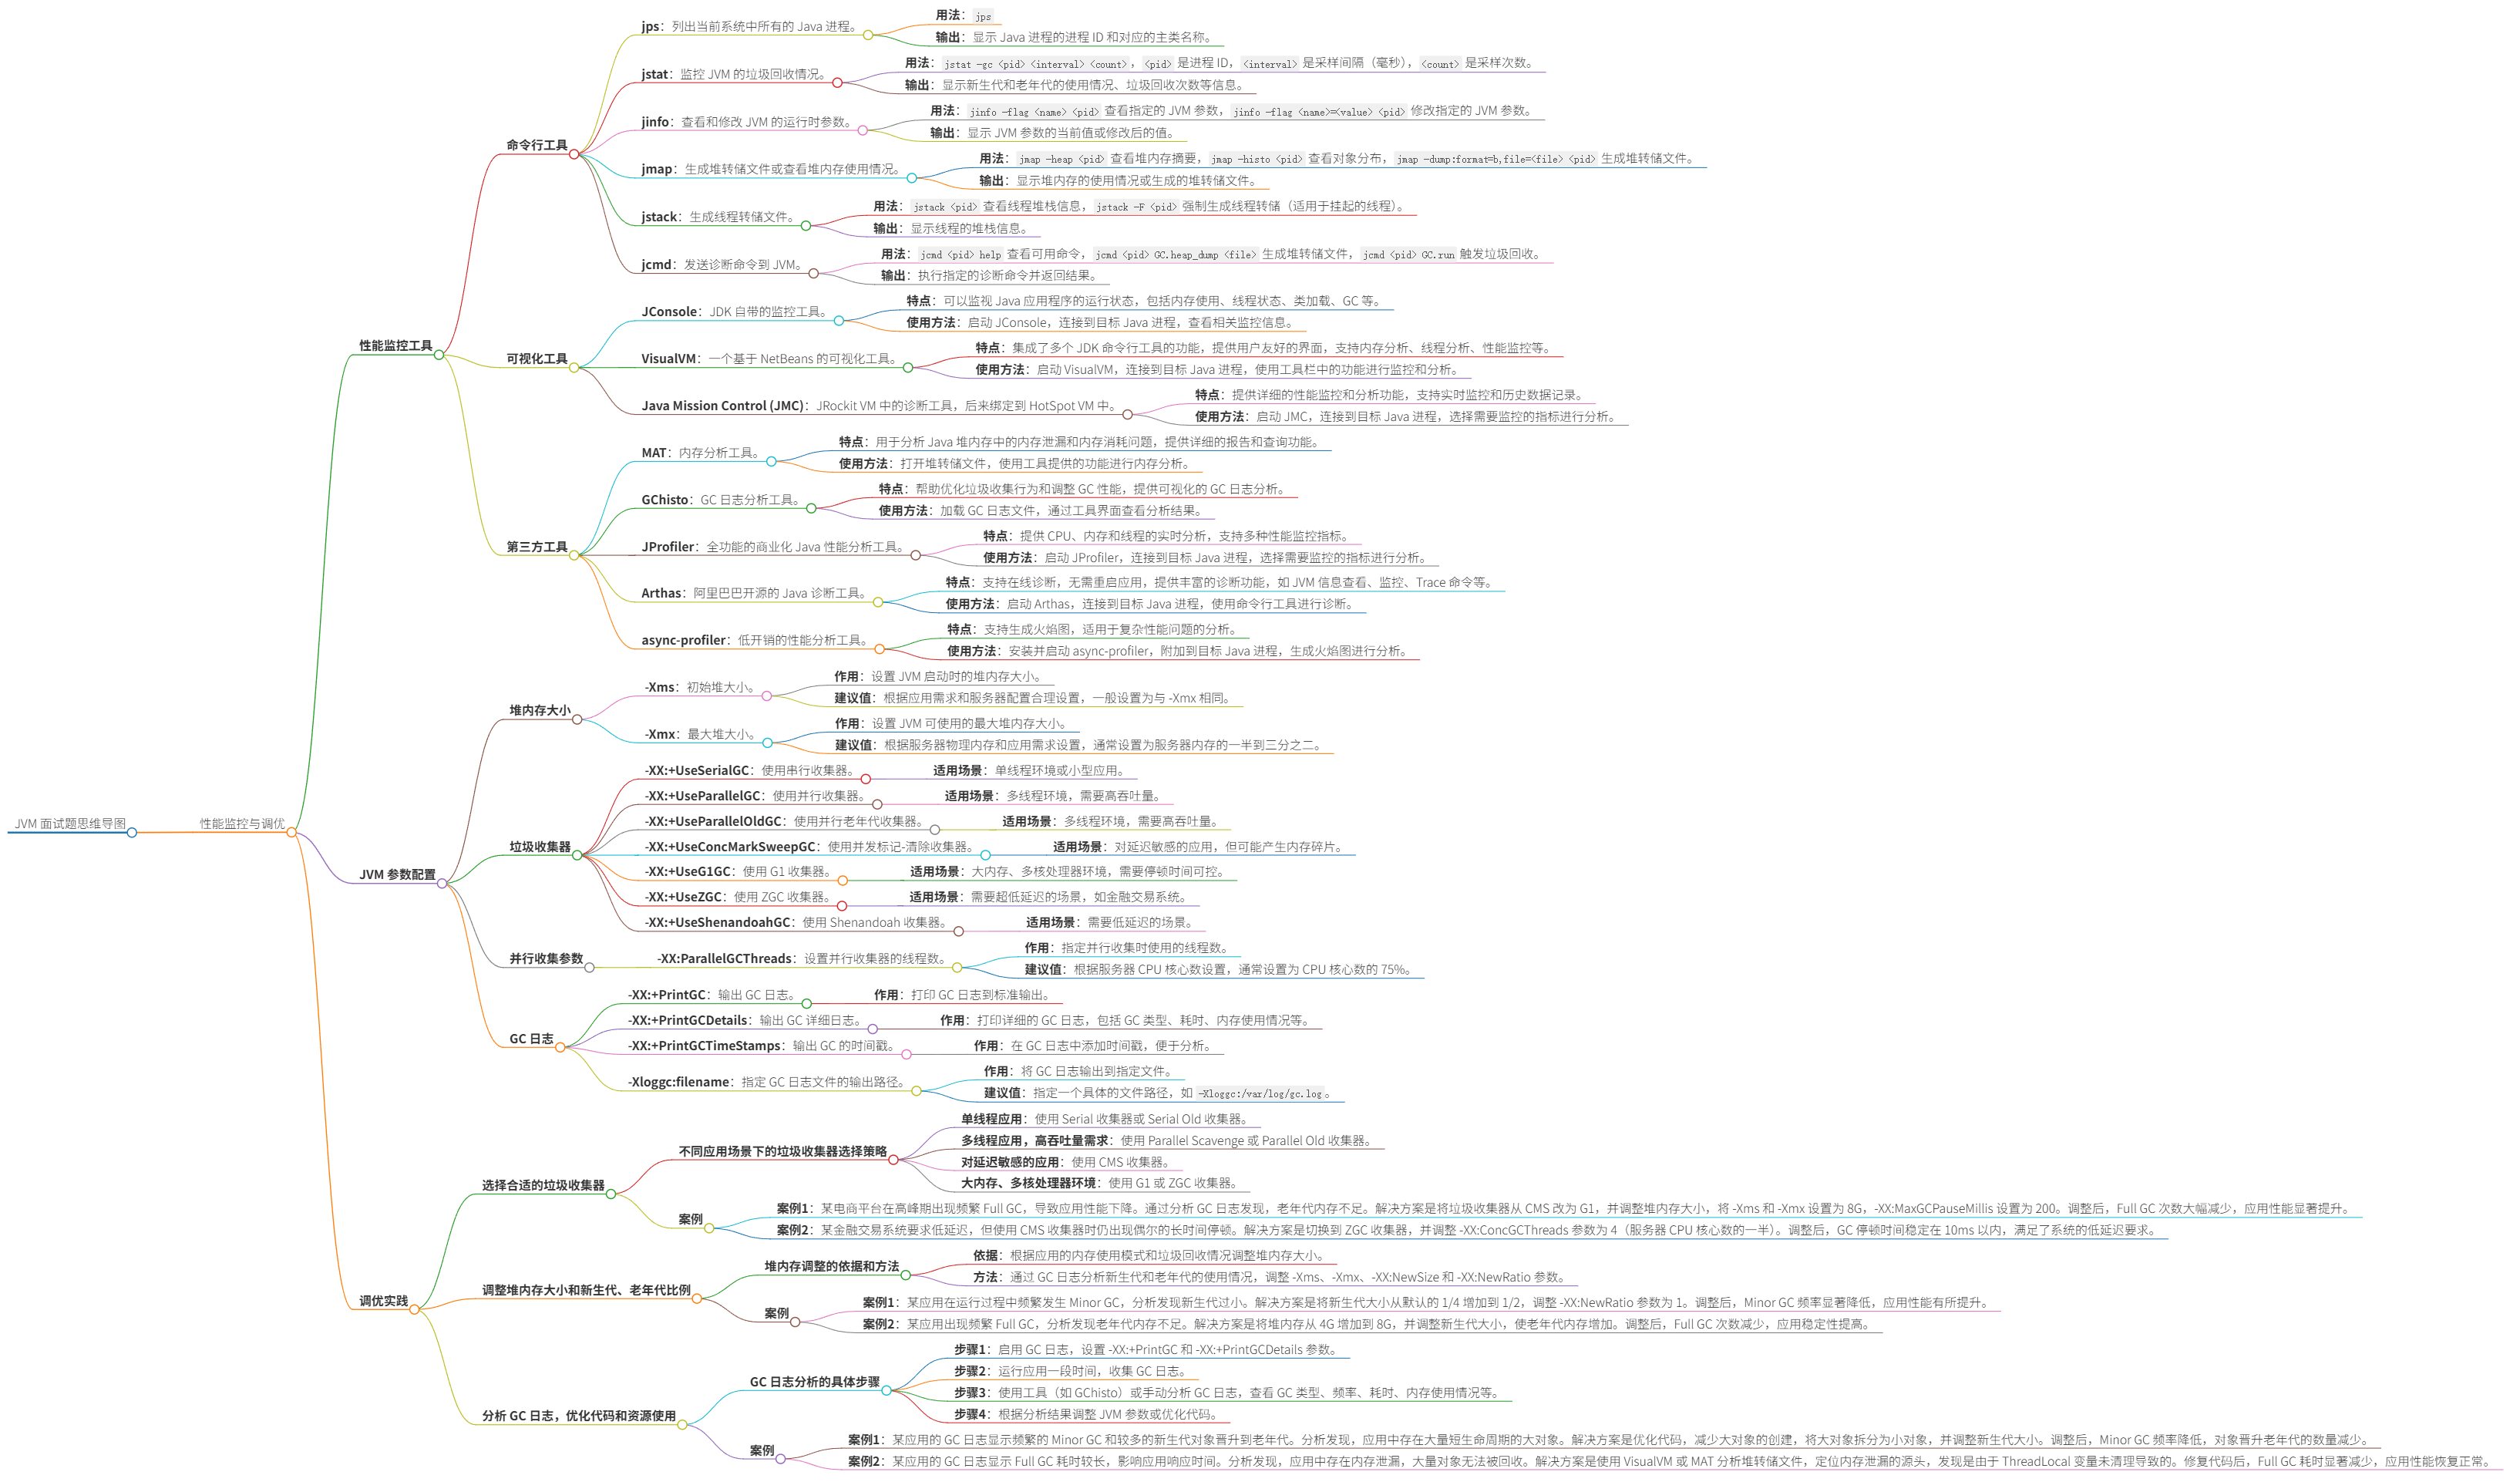 JVM 面试题思维导图
性能监控与调优
性能监控工具
命令行工具
jps：列出当前系统中所有的 Java 进程。
用法：jps
输出：显示 Java 进程的进程 ID 和对应的主类名称。
jstat：监控 JVM 的垃圾回收情况。
用法：jstat -gc <pid> <interval> <count>，<pid> 是进程 ID，<interval> 是采样间隔（毫秒），<count> 是采样次数。
输出：显示新生代和老年代的使用情况、垃圾回收次数等信息。
jinfo：查看和修改 JVM 的运行时参数。
用法：jinfo -flag <name> <pid> 查看指定的 JVM 参数，jinfo -flag <name>=<value> <pid> 修改指定的 JVM 参数。
输出：显示 JVM 参数的当前值或修改后的值。
jmap：生成堆转储文件或查看堆内存使用情况。
用法：jmap -heap <pid> 查看堆内存摘要，jmap -histo <pid> 查看对象分布，jmap -dump:format=b,file=<file> <pid> 生成堆转储文件。
输出：显示堆内存的使用情况或生成的堆转储文件。
jstack：生成线程转储文件。
用法：jstack <pid> 查看线程堆栈信息，jstack -F <pid> 强制生成线程转储（适用于挂起的线程）。
输出：显示线程的堆栈信息。
jcmd：发送诊断命令到 JVM。
用法：jcmd <pid> help 查看可用命令，jcmd <pid> GC.heap_dump <file> 生成堆转储文件，jcmd <pid> GC.run 触发垃圾回收。
输出：执行指定的诊断命令并返回结果。
可视化工具
JConsole：JDK 自带的监控工具。
特点：可以监视 Java 应用程序的运行状态，包括内存使用、线程状态、类加载、GC 等。
使用方法：启动 JConsole，连接到目标 Java 进程，查看相关监控信息。
VisualVM：一个基于 NetBeans 的可视化工具。
特点：集成了多个 JDK 命令行工具的功能，提供用户友好的界面，支持内存分析、线程分析、性能监控等。
使用方法：启动 VisualVM，连接到目标 Java 进程，使用工具栏中的功能进行监控和分析。
Java Mission Control (JMC)：JRockit VM 中的诊断工具，后来绑定到 HotSpot VM 中。
特点：提供详细的性能监控和分析功能，支持实时监控和历史数据记录。
使用方法：启动 JMC，连接到目标 Java 进程，选择需要监控的指标进行分析。
第三方工具
MAT：内存分析工具。
特点：用于分析 Java 堆内存中的内存泄漏和内存消耗问题，提供详细的报告和查询功能。
使用方法：打开堆转储文件，使用工具提供的功能进行内存分析。
GChisto：GC 日志分析工具。
特点：帮助优化垃圾收集行为和调整 GC 性能，提供可视化的 GC 日志分析。
使用方法：加载 GC 日志文件，通过工具界面查看分析结果。
JProfiler：全功能的商业化 Java 性能分析工具。
特点：提供 CPU、内存和线程的实时分析，支持多种性能监控指标。
使用方法：启动 JProfiler，连接到目标 Java 进程，选择需要监控的指标进行分析。
Arthas：阿里巴巴开源的 Java 诊断工具。
特点：支持在线诊断，无需重启应用，提供丰富的诊断功能，如 JVM 信息查看、监控、Trace 命令等。
使用方法：启动 Arthas，连接到目标 Java 进程，使用命令行工具进行诊断。
async-profiler：低开销的性能分析工具。
特点：支持生成火焰图，适用于复杂性能问题的分析。
使用方法：安装并启动 async-profiler，附加到目标 Java 进程，生成火焰图进行分析。
JVM 参数配置
堆内存大小
-Xms：初始堆大小。
作用：设置 JVM 启动时的堆内存大小。
建议值：根据应用需求和服务器配置合理设置，一般设置为与 -Xmx 相同。
-Xmx：最大堆大小。
作用：设置 JVM 可使用的最大堆内存大小。
建议值：根据服务器物理内存和应用需求设置，通常设置为服务器内存的一半到三分之二。
垃圾收集器
-XX:+UseSerialGC：使用串行收集器。
适用场景：单线程环境或小型应用。
-XX:+UseParallelGC：使用并行收集器。
适用场景：多线程环境，需要高吞吐量。
-XX:+UseParallelOldGC：使用并行老年代收集器。
适用场景：多线程环境，需要高吞吐量。
-XX:+UseConcMarkSweepGC：使用并发标记-清除收集器。
适用场景：对延迟敏感的应用，但可能产生内存碎片。
-XX:+UseG1GC：使用 G1 收集器。
适用场景：大内存、多核处理器环境，需要停顿时间可控。
-XX:+UseZGC：使用 ZGC 收集器。
适用场景：需要超低延迟的场景，如金融交易系统。
-XX:+UseShenandoahGC：使用 Shenandoah 收集器。
适用场景：需要低延迟的场景。
并行收集参数
-XX:ParallelGCThreads：设置并行收集器的线程数。
作用：指定并行收集时使用的线程数。
建议值：根据服务器 CPU 核心数设置，通常设置为 CPU 核心数的 75%。
GC 日志
-XX:+PrintGC：输出 GC 日志。
作用：打印 GC 日志到标准输出。
-XX:+PrintGCDetails：输出 GC 详细日志。
作用：打印详细的 GC 日志，包括 GC 类型、耗时、内存使用情况等。
-XX:+PrintGCTimeStamps：输出 GC 的时间戳。
作用：在 GC 日志中添加时间戳，便于分析。
-Xloggc:filename：指定 GC 日志文件的输出路径。
作用：将 GC 日志输出到指定文件。
建议值：指定一个具体的文件路径，如 -Xloggc:/var/log/gc.log。
调优实践
选择合适的垃圾收集器
不同应用场景下的垃圾收集器选择策略
单线程应用：使用 Serial 收集器或 Serial Old 收集器。
多线程应用，高吞吐量需求：使用 Parallel Scavenge 或 Parallel Old 收集器。
对延迟敏感的应用：使用 CMS 收集器。
大内存、多核处理器环境：使用 G1 或 ZGC 收集器。
案例
案例1：某电商平台在高峰期出现频繁 Full GC，导致应用性能下降。通过分析 GC 日志发现，老年代内存不足。解决方案是将垃圾收集器从 CMS 改为 G1，并调整堆内存大小，将 -Xms 和 -Xmx 设置为 8G，-XX:MaxGCPauseMillis 设置为 200。调整后，Full GC 次数大幅减少，应用性能显著提升。
案例2：某金融交易系统要求低延迟，但使用 CMS 收集器时仍出现偶尔的长时间停顿。解决方案是切换到 ZGC 收集器，并调整 -XX:ConcGCThreads 参数为 4（服务器 CPU 核心数的一半）。调整后，GC 停顿时间稳定在 10ms 以内，满足了系统的低延迟要求。
调整堆内存大小和新生代、老年代比例
堆内存调整的依据和方法
依据：根据应用的内存使用模式和垃圾回收情况调整堆内存大小。
方法：通过 GC 日志分析新生代和老年代的使用情况，调整 -Xms、-Xmx、-XX:NewSize 和 -XX:NewRatio 参数。
案例
案例1：某应用在运行过程中频繁发生 Minor GC，分析发现新生代过小。解决方案是将新生代大小从默认的 1/4 增加到 1/2，调整 -XX:NewRatio 参数为 1。调整后，Minor GC 频率显著降低，应用性能有所提升。
案例2：某应用出现频繁 Full GC，分析发现老年代内存不足。解决方案是将堆内存从 4G 增加到 8G，并调整新生代大小，使老年代内存增加。调整后，Full GC 次数减少，应用稳定性提高。
分析 GC 日志，优化代码和资源使用
GC 日志分析的具体步骤
步骤1：启用 GC 日志，设置 -XX:+PrintGC 和 -XX:+PrintGCDetails 参数。
步骤2：运行应用一段时间，收集 GC 日志。
步骤3：使用工具（如 GChisto）或手动分析 GC 日志，查看 GC 类型、频率、耗时、内存使用情况等。
步骤4：根据分析结果调整 JVM 参数或优化代码。
案例
案例1：某应用的 GC 日志显示频繁的 Minor GC 和较多的新生代对象晋升到老年代。分析发现，应用中存在大量短生命周期的大对象。解决方案是优化代码，减少大对象的创建，将大对象拆分为小对象，并调整新生代大小。调整后，Minor GC 频率降低，对象晋升老年代的数量减少。
案例2：某应用的 GC 日志显示 Full GC 耗时较长，影响应用响应时间。分析发现，应用中存在内存泄漏，大量对象无法被回收。解决方案是使用 VisualVM 或 MAT 分析堆转储文件，定位内存泄漏的源头，发现是由于 ThreadLocal 变量未清理导致的。修复代码后，Full GC 耗时显著减少，应用性能恢复正常。